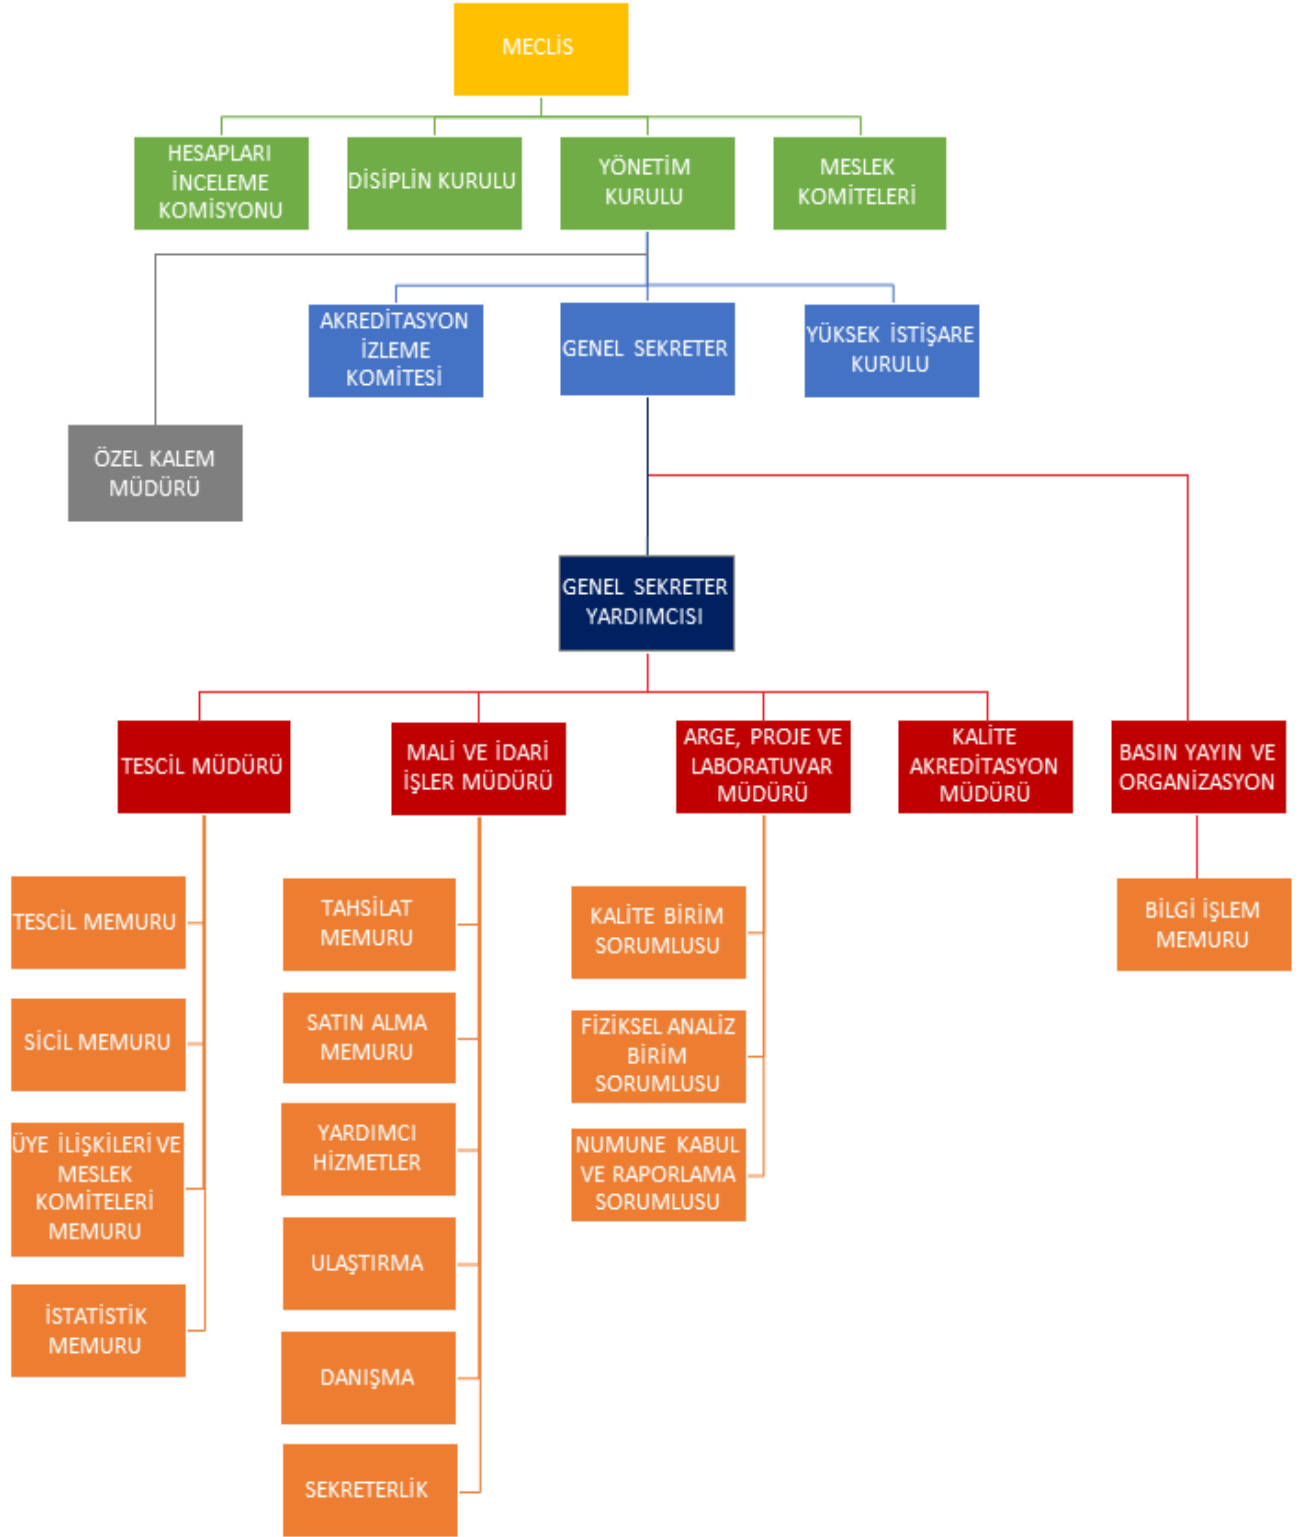 MECLİS
HESAPLARI
İNCELEME
KOMİSYONU
DİSİPLİN KURULU
YÖNETİM
KURULU
MESLEK
KOMİTELERİ
AKREDİTASYON
İZLEME
KOMİTESİ
GENEL SEKRETER
YÜKSEK İSTİŞARE
KURULU
ÖZEL KALEM
MÜDÜRÜ
GENEL SEKRETER
YARDIMCISI
TESCİL MÜDÜRÜ
MALİ VE İDARİ
İŞLER MÜDÜRÜ
ARGE, PROJE VE
LABORATUVAR
MÜDÜRÜ
KALİTE
AKREDİTASYON
MÜDÜRÜ
BASIN YAYIN VE
ORGANİZASYON
TESCİL MEMURU
SİCİL MEMURU
ÜYE İLİŞKİLERİ VE
MESLEK
KOMİTELERİ
MEMURU
İSTATİSTİK
MEMURU
TAHSİLAT
MEMURU
SATIN ALMA
MEMURU
YARDIMCI
HİZMETLER
ULAŞTIRMA
DANIŞMA
SEKRETERLİK
KALİTE BİRİM
SORUMLUSU
FİZİKSEL ANALİZ
BİRİM
SORUMLUSU
NUMUNE KABUL
VE RAPORLAMA
SORUMLUSU
BİLGİ İŞLEM
MEMURU